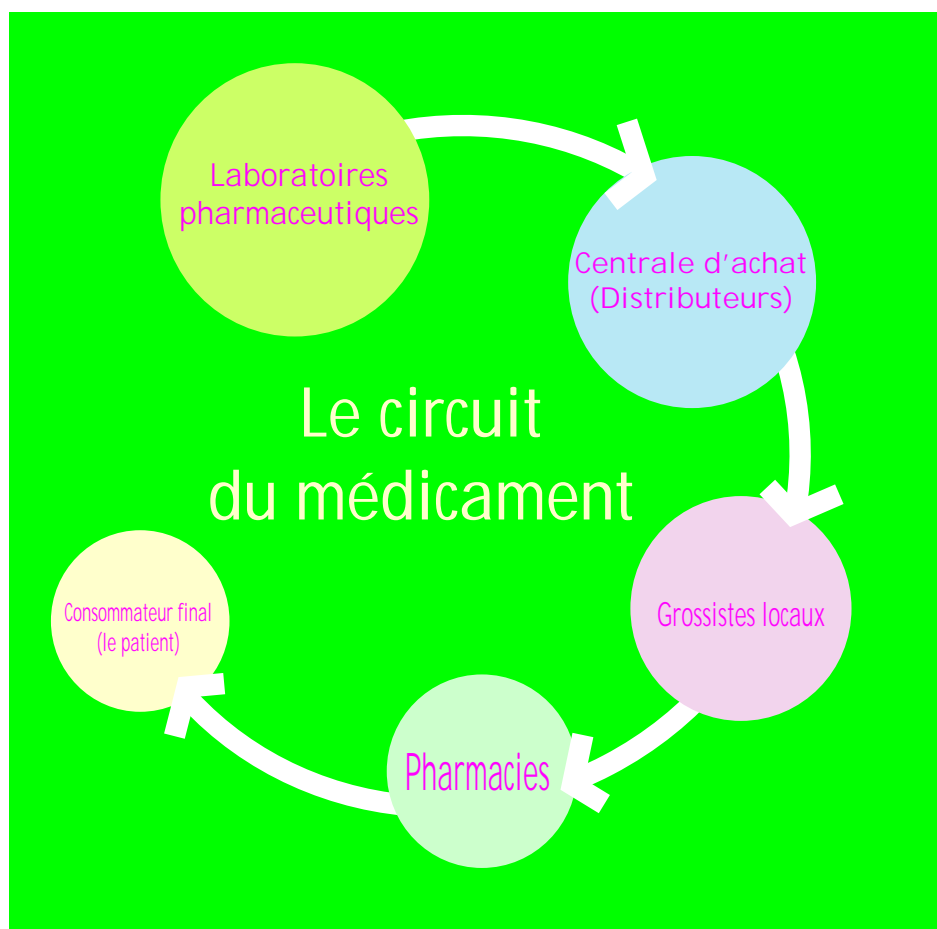 Laboratoires
pharmaceutiques
Centrale d'achat
(Distributeurs)
Le circuit
du médicament
Grossistes locaux
Pharmacies
Consommateur final
(le patient)